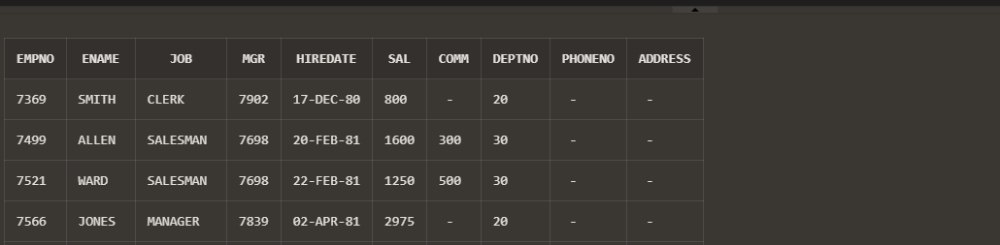 EMPNO ENAME JOB MGR HIREDATE SAL COMM DEPTNO PHONENO ADDRESS
7369 SMITH CLERK 7902 17-DEC-80 800 - 20 - -
7499 ALLEN SALESMAN 7698 20-FEB-81 1600 300 30 - -
7521 WARD SALESMAN 7698 22-FEB-81 1250 500 30 - -
7566 JONES MANAGER 7839 02-APR-81 2975 - 20 - -